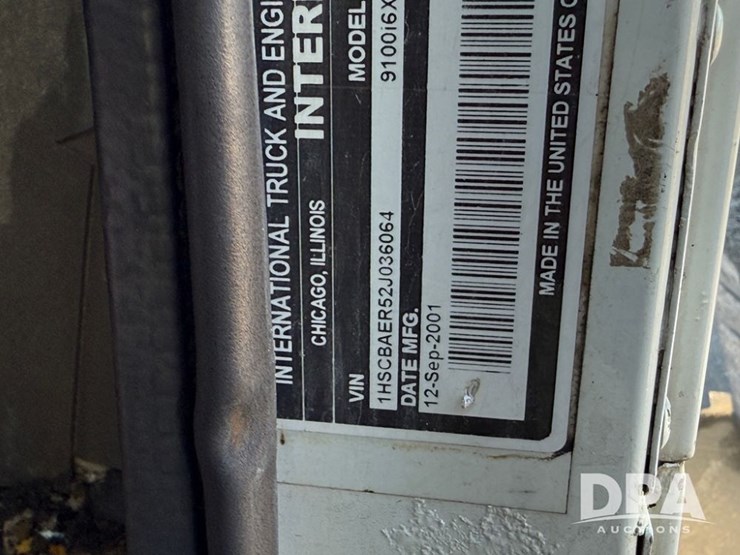 INTERNATIONAL TRUCK AND ENGI
INTER
CHICAGO, ILLINOIS
MODEL
9100i6X
VIN
1HSCBAER52J036064
DATE MFG.
12-Sep-2001
MADE IN THE UNITED STATES O
DPA
AUCTIONS